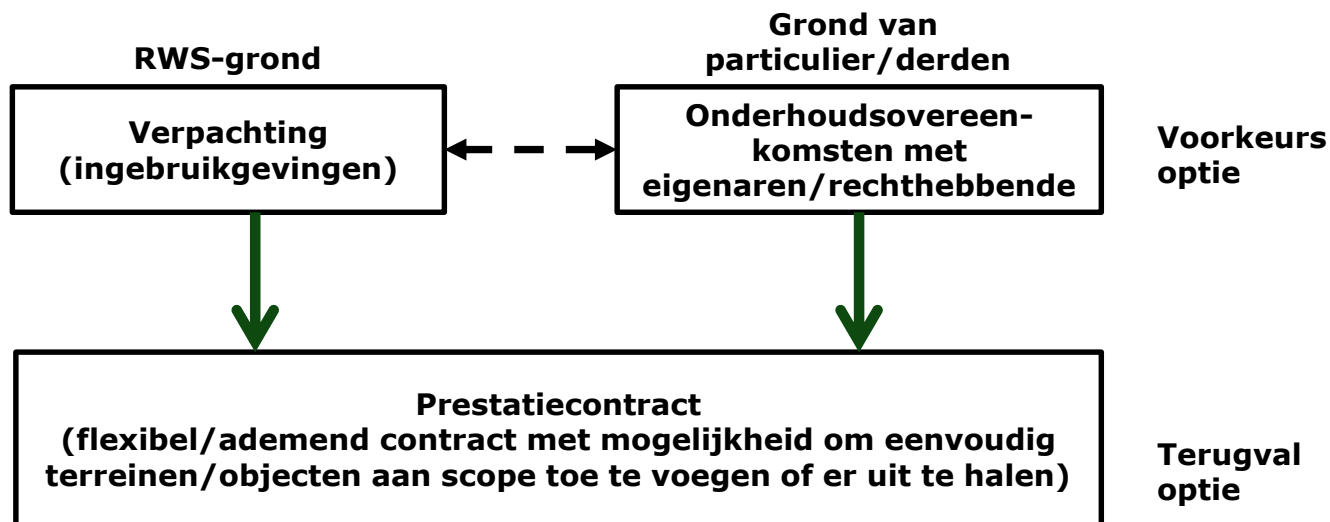 RWS-grond
Grond van
particulier/derden
Verpachting
(ingebruikgevingen)
Onderhoudsovereen-
komsten met
eigenaren/rechthebbende
Voorkeurs
optie
Prestatiecontract
(flexibel/ademend contract met mogelijkheid om eenvoudig
terreinen/objecten aan scope toe te voegen of er uit te halen)
Terugval
optie